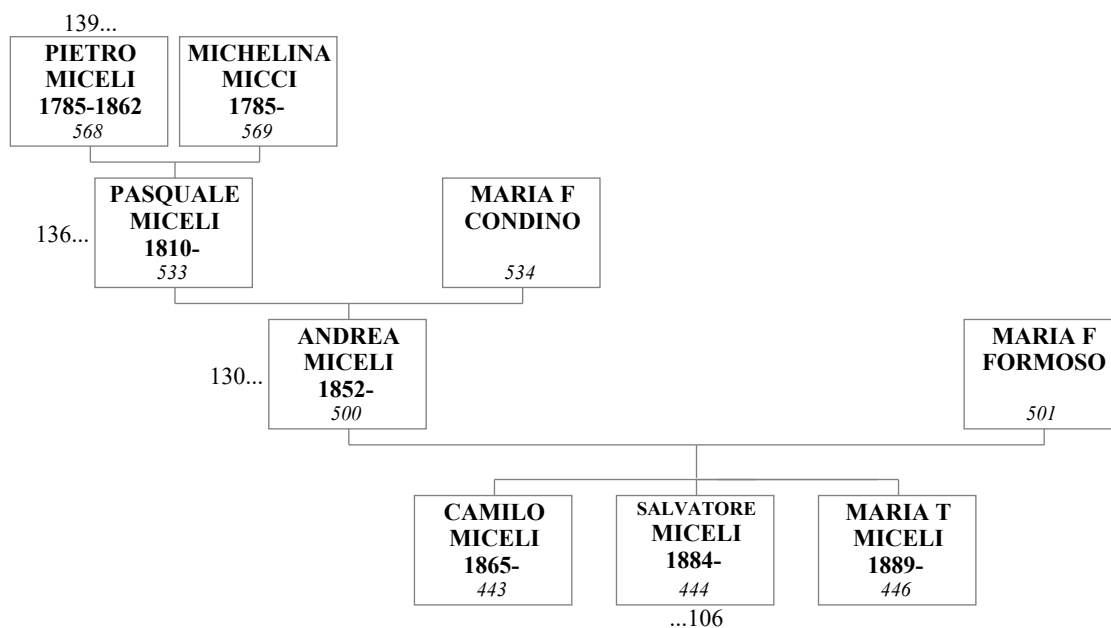 139...
PIETRO
MICELI
1785-1862
568
MICHELINA
MICCI
1785-
569
136...
PASQUALE
MICELI
1810-
533
MARIA F
CONDINO
534
130...
ANDREA
MICELI
1852-
500
MARIA F
FORMOSO
501
CAMILO
MICELI
1865-
443
SALVATORE
MICELI
1884-
444
...106
MARIA T
MICELI
1889-
446